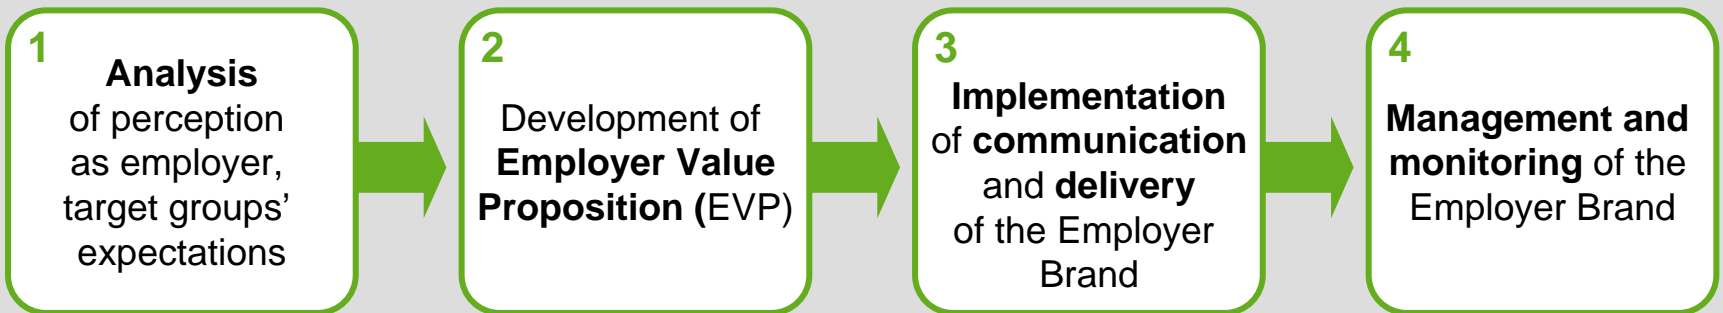 1
Analysis
of perception
as employer,
target groups’
expectations
2
Development of
Employer Value
Proposition (EVP)
3
Implementation
of communication
and delivery
of the Employer
Brand
4
Management and
monitoring of the
Employer Brand